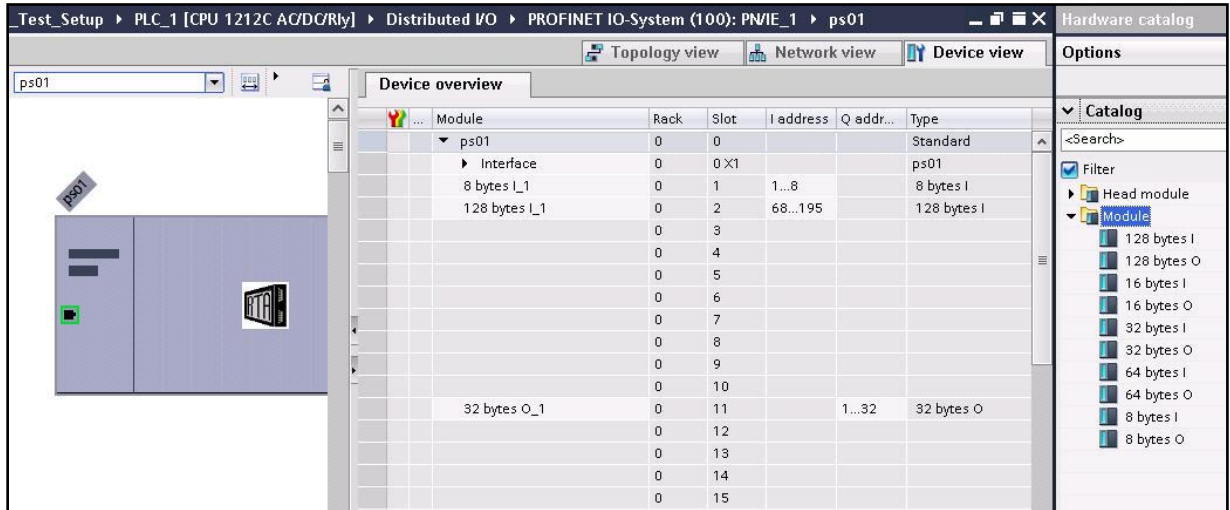 _Test_Setup ▸ PLC_1 [CPU 1212C AC/DC/Rly] ▸ Distributed I/O ▸ PROFINET IO-System (100): PN/IE_1 ▸ ps01
Hardware catalog
Topology view Network view Device view
Options
ps01
Device overview
... Module Rack Slot I address Q addr... Type
ps01 0 0 Standard
Interface 0 0 X1 ps01
8 bytes I_1 0 1 1...8 8 bytes I
128 bytes I_1 0 2 68...195 128 bytes I
0 3
0 4
0 5
0 6
0 7
0 8
0 9
0 10
32 bytes O_1 0 11 1...32 32 bytes O
0 12
0 13
0 14
0 15
ps01
RTA
Catalog
<Search>
Filter
Head module
Module
128 bytes I
128 bytes O
16 bytes I
16 bytes O
32 bytes I
32 bytes O
64 bytes I
64 bytes O
8 bytes I
8 bytes O